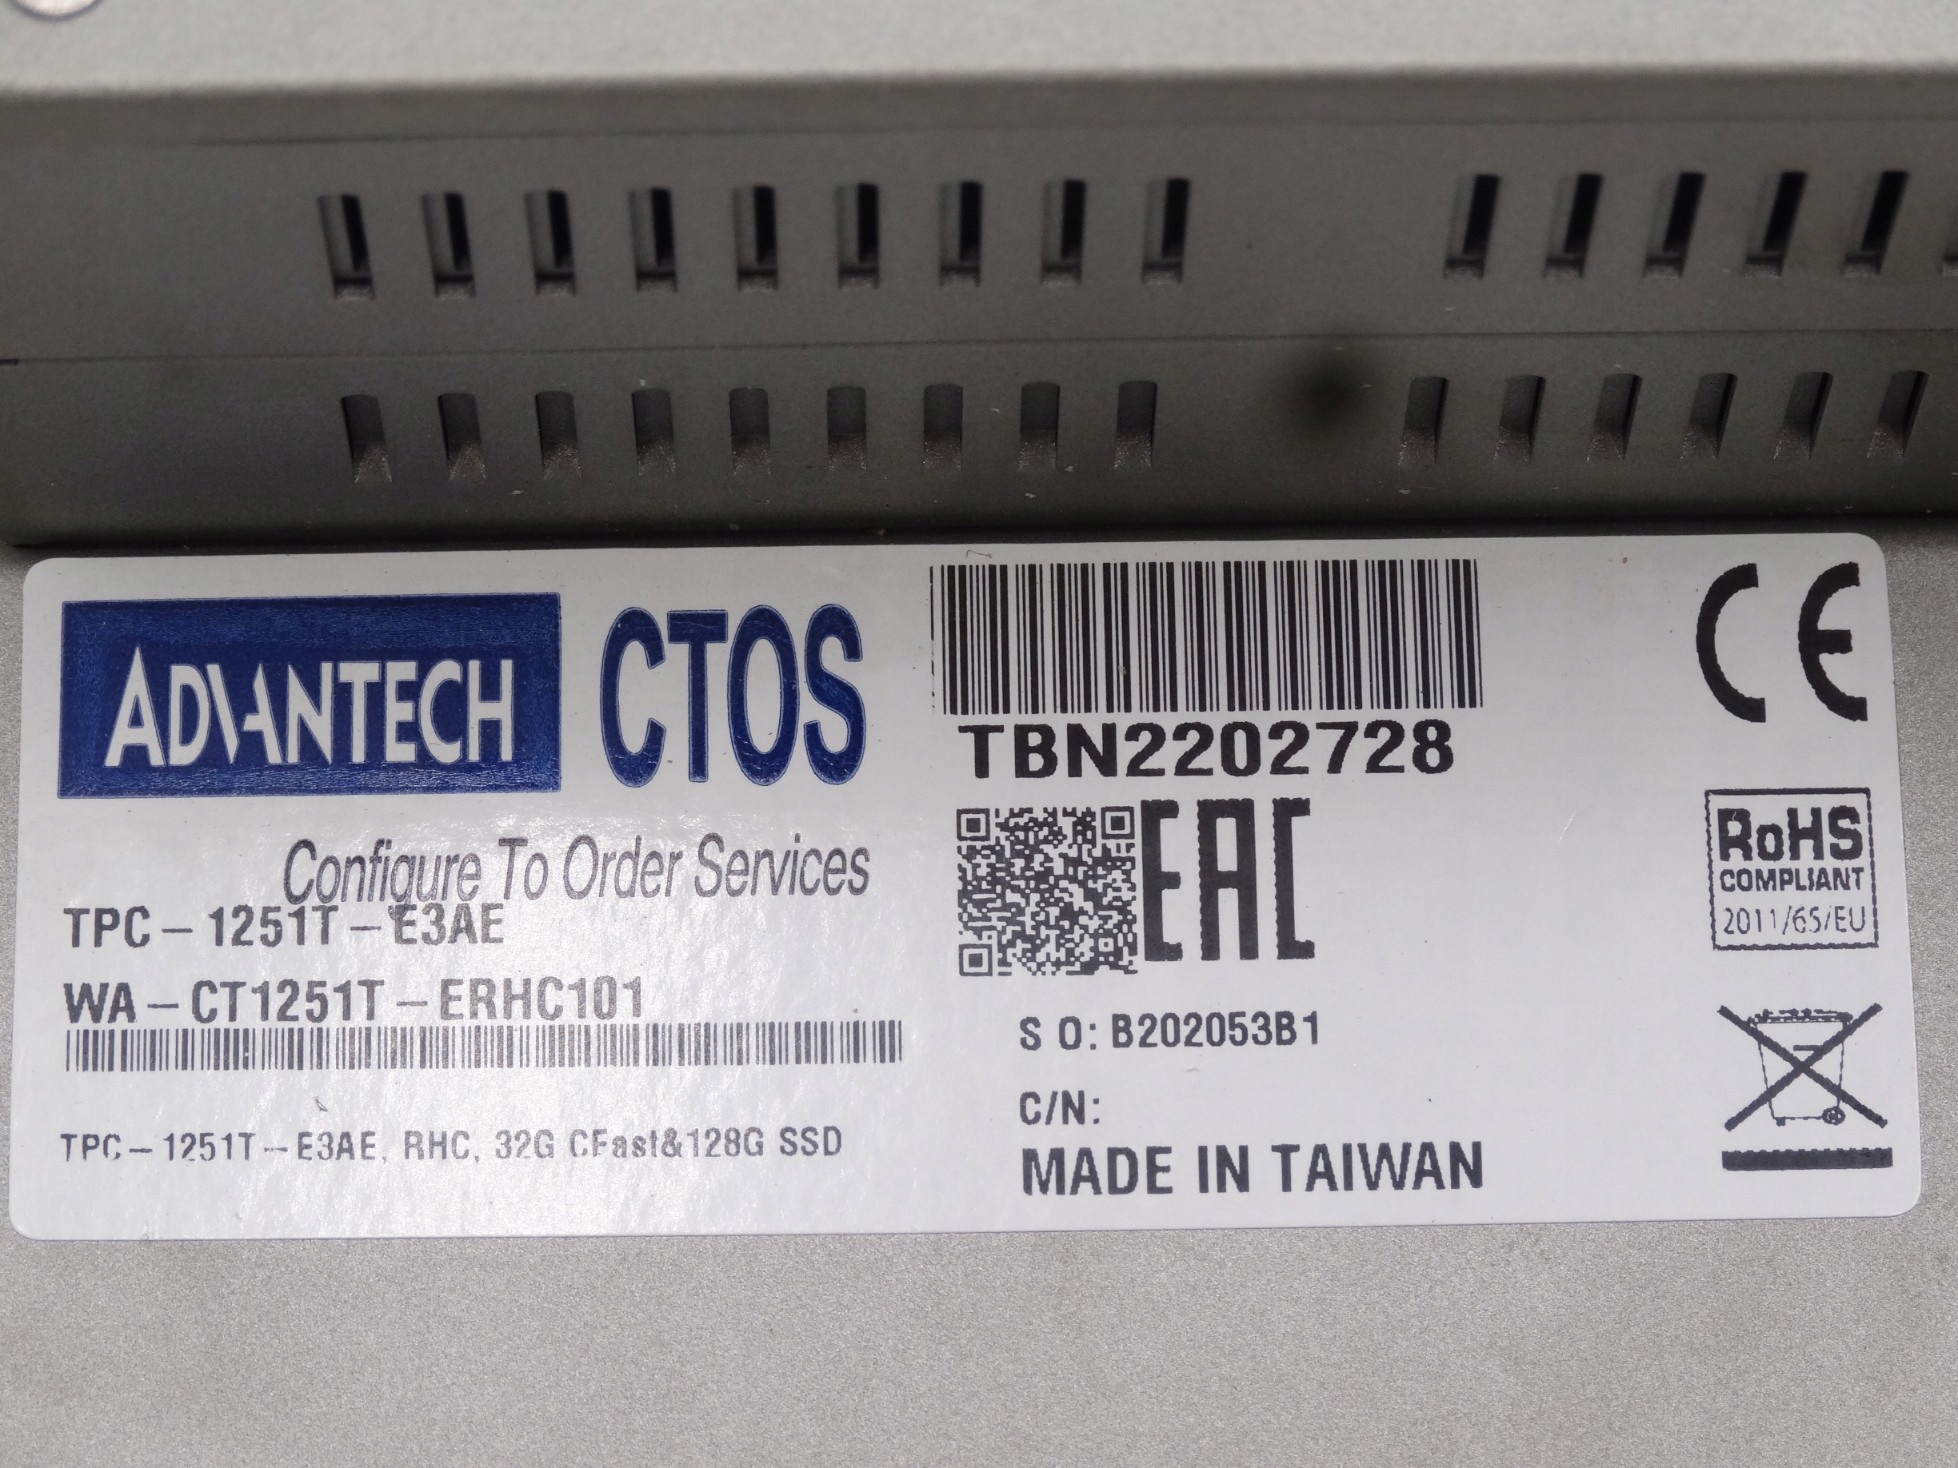 ADVANTECH CTOS
Configure To Order Services
TPC-1251T-E3AE
WA-CT1251T-ERHC101
TPC-1251T-E3AE, RHC, 32G CFast&128G SSD
TBN2202728
EAC
S O: B202053B1
C/N:
MADE IN TAIWAN
CE
RoHS
COMPLIANT
2011/65/EU